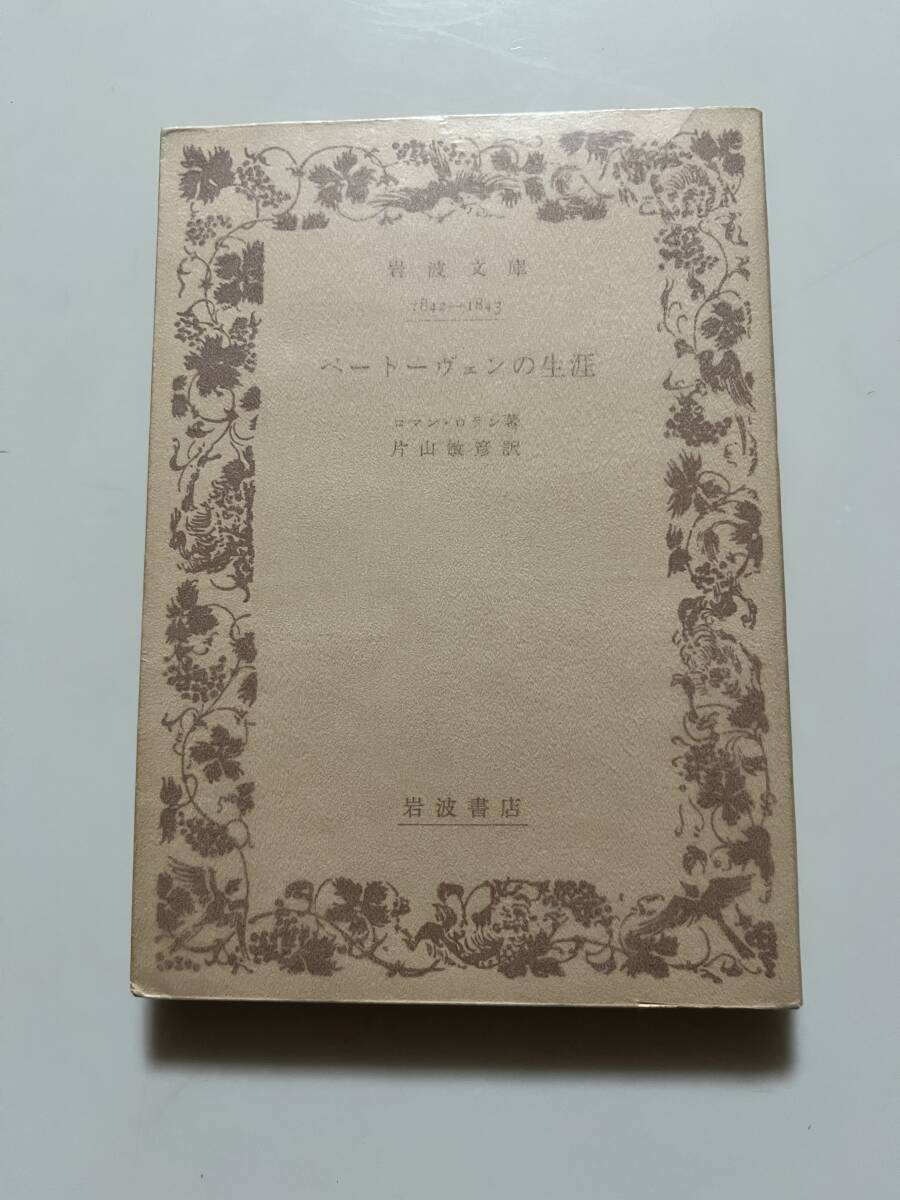 岩波文庫
1842—1843
ベートーヴェンの生涯
ロマン・ロラン著
片山敏彦訳
岩波書店